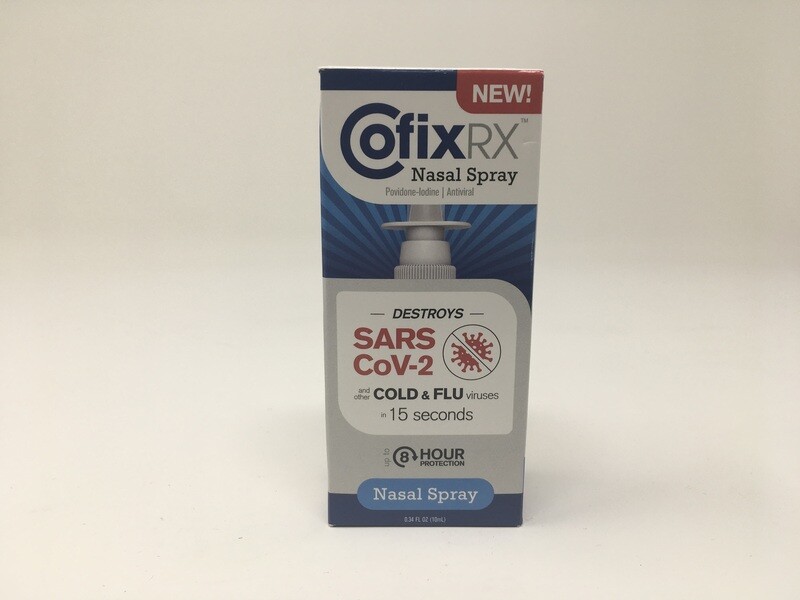 NEW!
CofixRX™
Nasal Spray
Povidone-Iodine | Antiviral
— DESTROYS —
SARS
CoV-2
and other COLD & FLU viruses
in 15 seconds
up to 8 HOUR
PROTECTION
Nasal Spray
0.34 FL OZ (10mL)